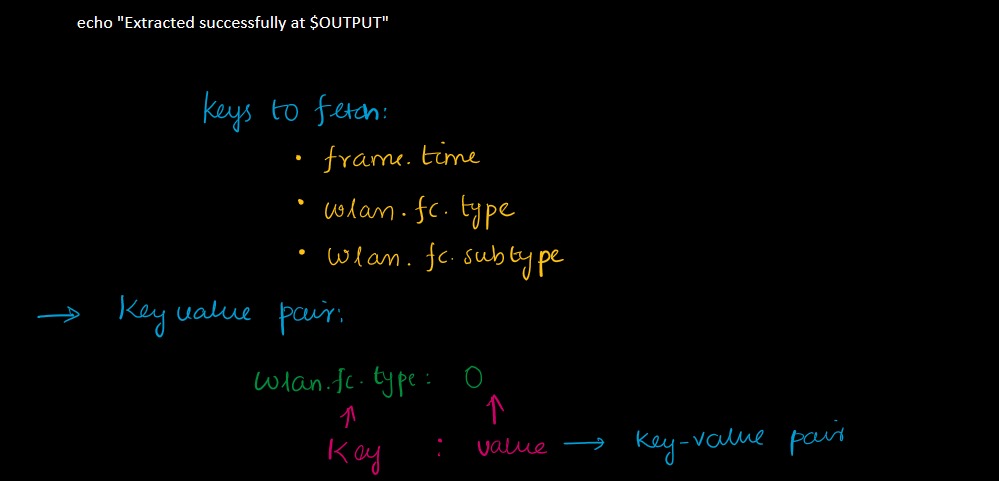 echo "Extracted successfully at $OUTPUT"
Keys to fetch:
• frame.time
• wlan.fc.type
• wlan.fc.subtype
→ Key value pair:
wlan.fc.type: 0
↑ ↑
Key : value → key-value pair